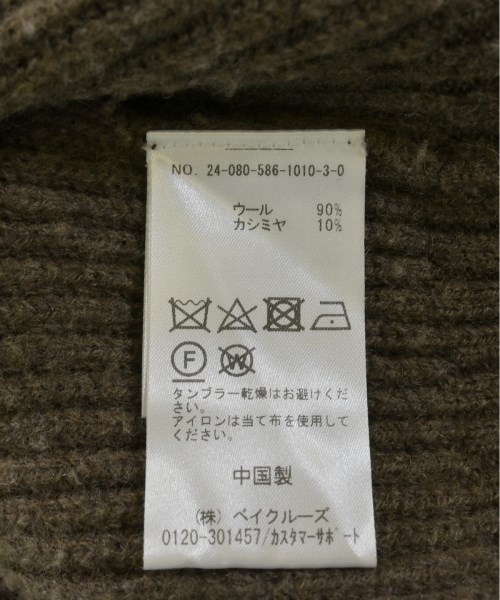 NO. 24-080-586-1010-3-0
ウール 90%
カシミヤ 10%
F W
タンブラー乾燥はお避けくだ
さい。
アイロンは当て布を使用して
ください。
中国製
(株) ベイクルーズ
0120-301457/カスタマーサポート